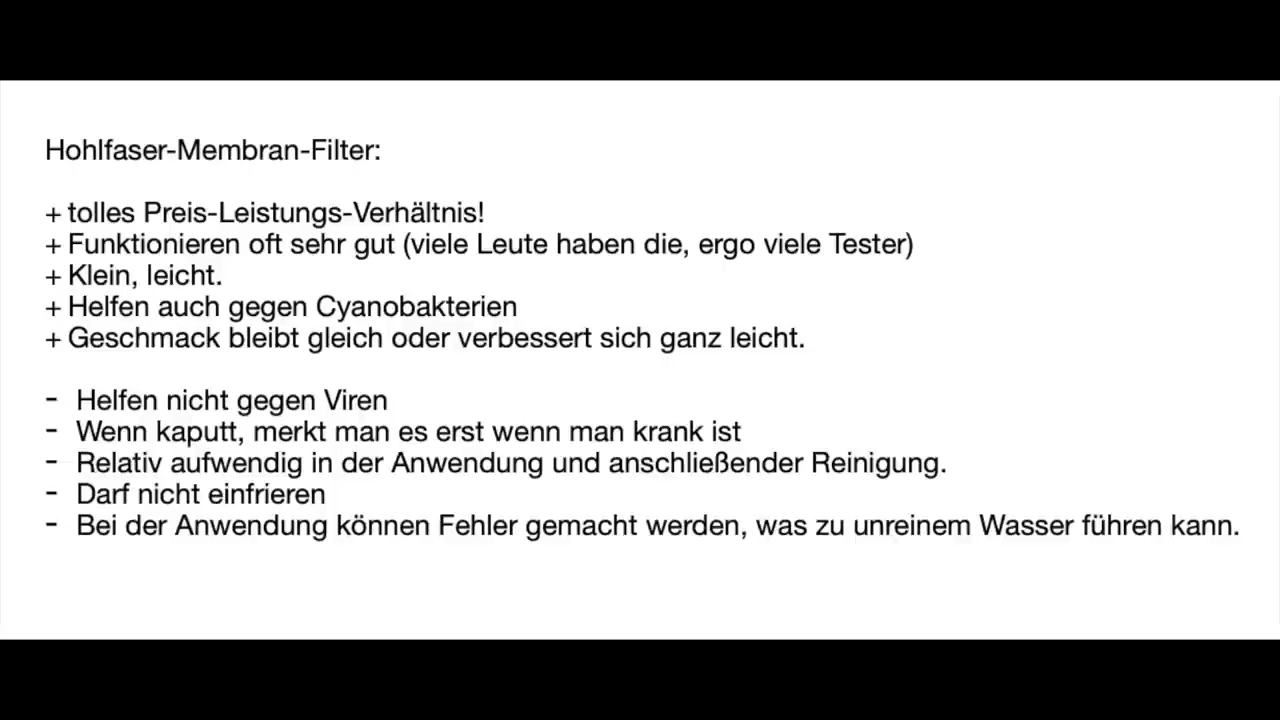 Hohlfaser-Membran-Filter:
+ tolles Preis-Leistungs-Verhältnis!
+ Funktionieren oft sehr gut (viele Leute haben die, ergo viele Tester)
+ Klein, leicht.
+ Helfen auch gegen Cyanobakterien
+ Geschmack bleibt gleich oder verbessert sich ganz leicht.
- Helfen nicht gegen Viren
- Wenn kaputt, merkt man es erst wenn man krank ist
- Relativ aufwendig in der Anwendung und anschließender Reinigung.
- Darf nicht einfrieren
- Bei der Anwendung können Fehler gemacht werden, was zu unreinem Wasser führen kann.